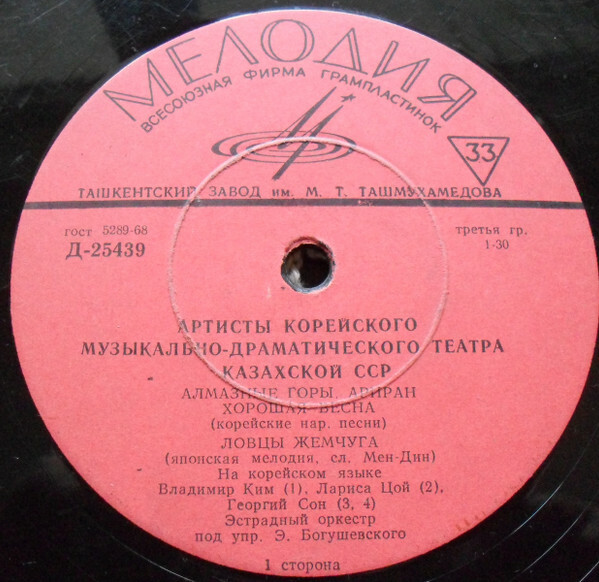 МЕЛОДИЯ
ВСЕСОЮЗНАЯ ФИРМА ГРАМПЛАСТИНОК
33
ТАШКЕНТСКИЙ ЗАВОД им. М. Т. ТАШМУХАМЕДОВА
гост 5289-68
Д-25439
третья гр.
1-30
АРТИСТЫ КОРЕЙСКОГО
МУЗЫКАЛЬНО-ДРАМАТИЧЕСКОГО ТЕАТРА
КАЗАХСКОЙ ССР
АЛМАЗНЫЕ ГОРЫ, АРИРАН
ХОРОШАЯ ВЕСНА
(корейские нар. песни)
ЛОВЦЫ ЖЕМЧУГА
(японская мелодия, сл. Мен-Дин)
На корейском языке
Владимир Ким (1), Лариса Цой (2),
Георгий Сон (3, 4)
Эстрадный оркестр
под упр. Э. Богушевского
1 сторона